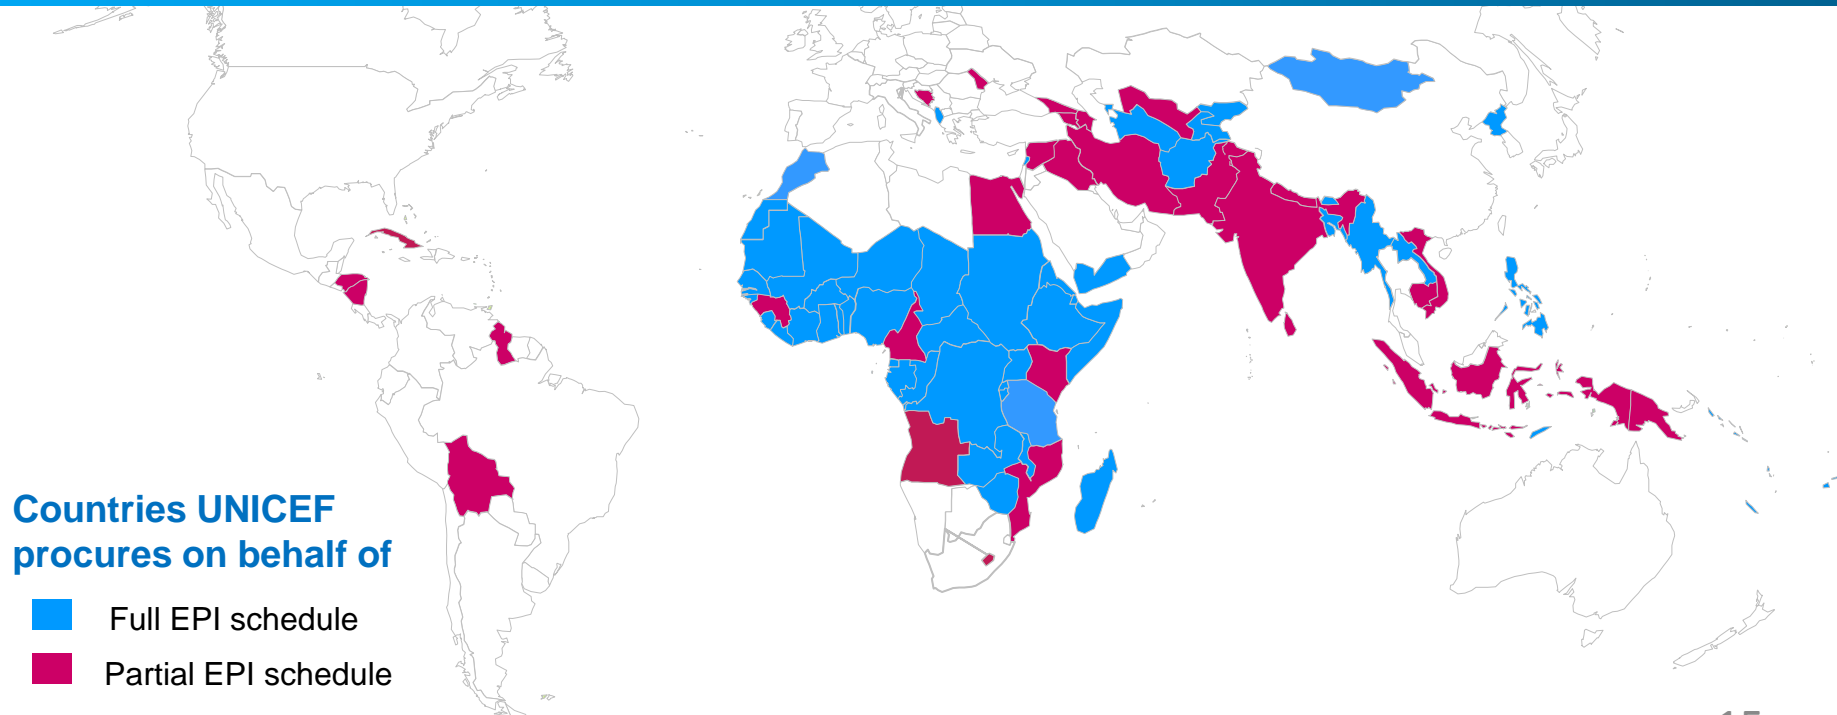 Countries UNICEF
procures on behalf of
Full EPI schedule
Partial EPI schedule